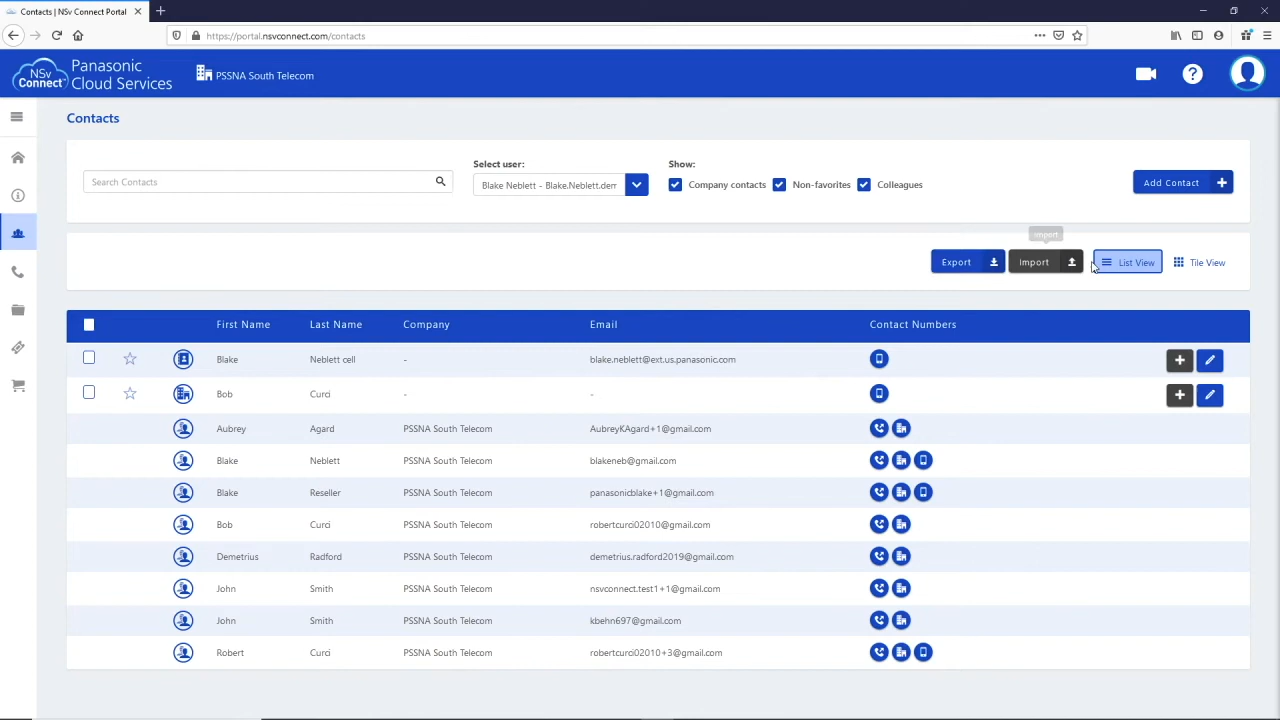 Contacts | NSv Connect Portal
https://portal.nsvconnect.com/contacts
NSv
Connect
Panasonic
Cloud Services
PSSNA South Telecom
Contacts
Select user:
Show:
Search Contacts
Blake Neblett - Blake.Neblett.dem
Company contacts
Non-favorites
Colleagues
Add Contact
Import
Export
Import
List View
Tile View
First Name Last Name Company Email Contact Numbers
Blake Neblett cell - blake.neblett@ext.us.panasonic.com
Bob Curci - -
Aubrey Agard PSSNA South Telecom AubreyKAgard+1@gmail.com
Blake Neblett PSSNA South Telecom blakeneb@gmail.com
Blake Reseller PSSNA South Telecom panasonicblake+1@gmail.com
Bob Curci PSSNA South Telecom robertcurci02010@gmail.com
Demetrius Radford PSSNA South Telecom demetrius.radford2019@gmail.com
John Smith PSSNA South Telecom nsvconnect.test1+1@gmail.com
John Smith PSSNA South Telecom kbehn697@gmail.com
Robert Curci PSSNA South Telecom robertcurci02010+3@gmail.com